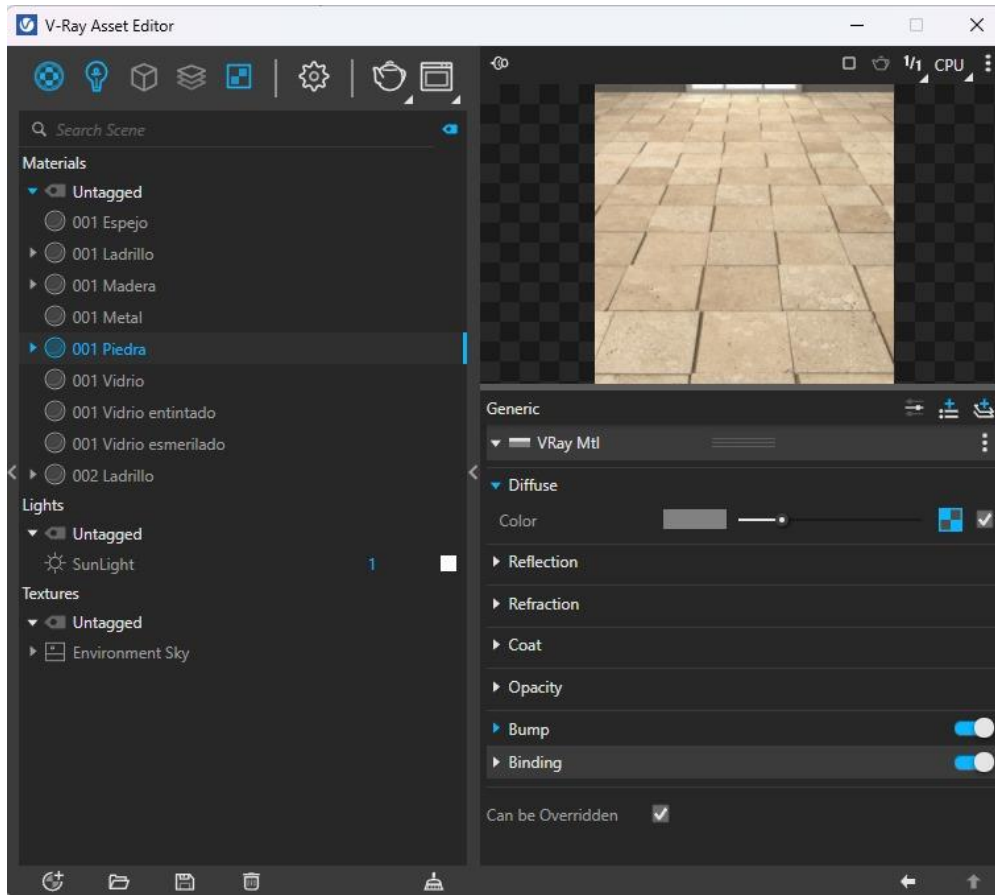 V-Ray Asset Editor
1/1 CPU
Search Scene
Materials
Untagged
001 Espejo
001 Ladrillo
001 Madera
001 Metal
001 Piedra
001 Vidrio
001 Vidrio entintado
001 Vidrio esmerilado
002 Ladrillo
Lights
Untagged
SunLight 1
Textures
Untagged
Environment Sky
Generic
VRay Mtl
Diffuse
Color
Reflection
Refraction
Coat
Opacity
Bump
Binding
Can be Overridden